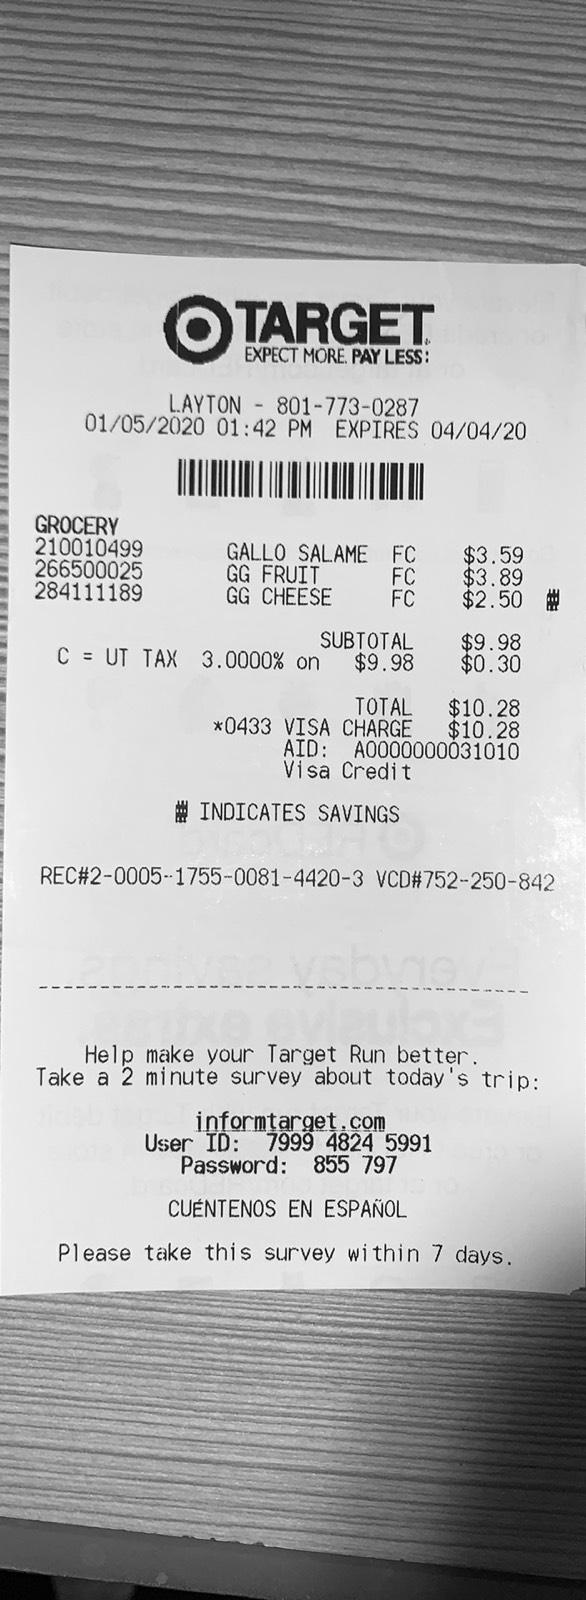 TARGET
EXPECT MORE. PAY LESS.
LAYTON - 801-773-0287
01/05/2020 01:42 PM EXPIRES 04/04/20
GROCERY
210010499 GALLO SALAME FC $3.59
266500025 GG FRUIT FC $3.89
284111189 GG CHEESE FC $2.50 #
SUBTOTAL $9.98
C = UT TAX 3.0000% on $9.98 $0.30
TOTAL $10.28
*0433 VISA CHARGE $10.28
AID: A0000000031010
Visa Credit
# INDICATES SAVINGS
REC#2-0005-1755-0081-4420-3 VCD#752-250-842
Help make your Target Run better.
Take a 2 minute survey about today's trip:
informtarget.com
User ID: 7999 4824 5991
Password: 855 797
CUÉNTENOS EN ESPAÑOL
Please take this survey within 7 days.